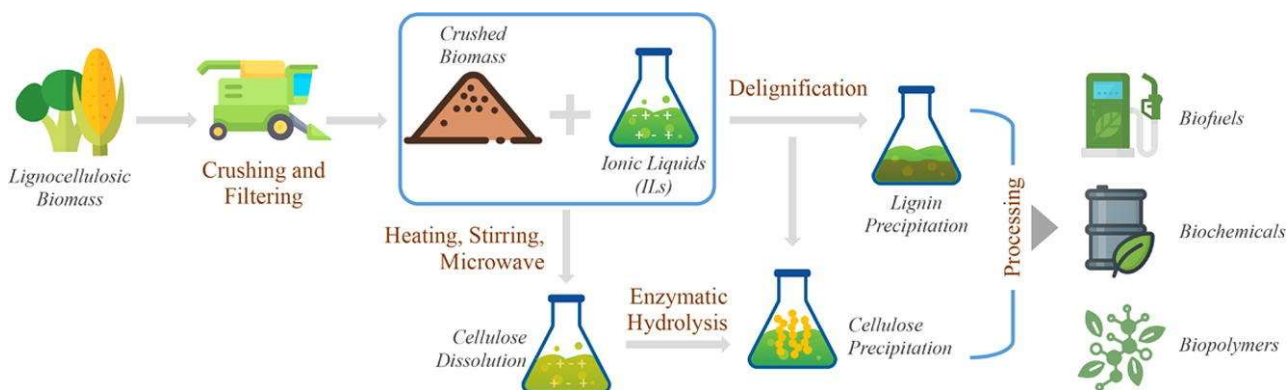 Lignocellulosic
Biomass
Crushing and
Filtering
Crushed
Biomass
Ionic Liquids
(ILs)
Delignification
Lignin
Precipitation
Heating, Stirring,
Microwave
Cellulose
Dissolution
Enzymatic
Hydrolysis
Cellulose
Precipitation
Processing
Biofuels
Biochemicals
Biopolymers